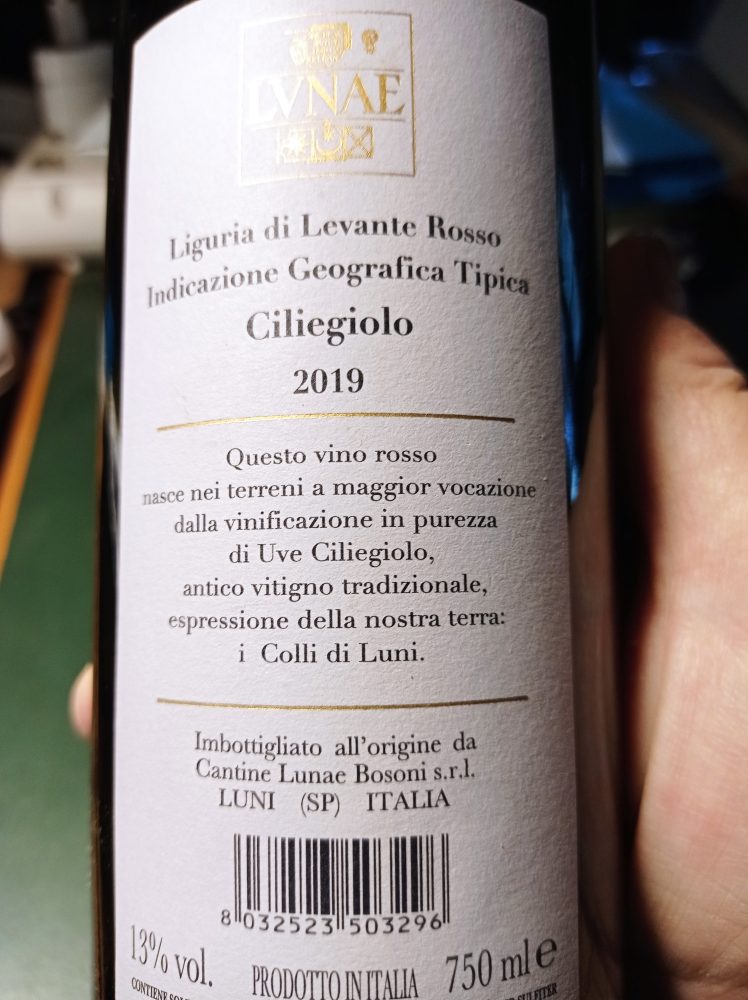 LVNAE
Liguria di Levante Rosso
Indicazione Geografica Tipica
Ciliegiolo
2019
Questo vino rosso
nasce nei terreni a maggior vocazione
dalla vinificazione in purezza
di Uve Ciliegiolo,
antico vitigno tradizionale,
espressione della nostra terra:
i Colli di Luni.
Imbottigliato all'origine da
Cantine Lunae Bosoni s.r.l.
LUNI (SP) ITALIA
8 032523 503296
13% vol. PRODOTTO IN ITALIA 750 ml e
CONTIENE